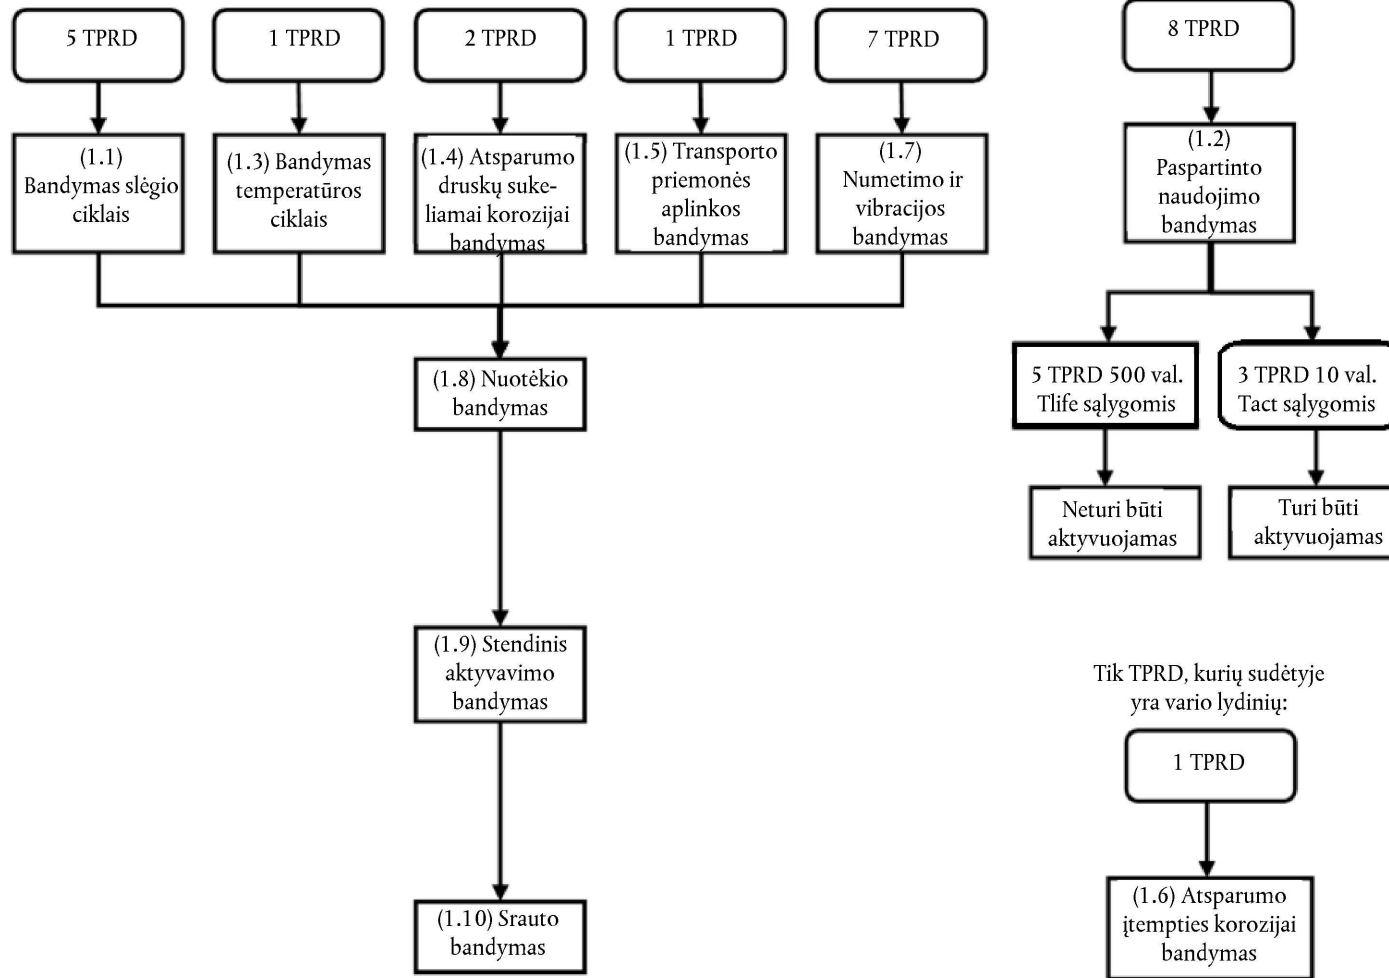 5 TPRD
1 TPRD
2 TPRD
1 TPRD
7 TPRD
8 TPRD
(1.1)
Bandymas slėgio
ciklais
(1.3) Bandymas
temperatūros
ciklais
(1.4) Atsparumo
druskų suke-
liamai korozijai
bandymas
(1.5) Transporto
priemonės
aplinkos
bandymas
(1.7)
Numetimo ir
vibracijos
bandymas
(1.2)
Paspartinto
naudojimo
bandymas
(1.8) Nuotėkio
bandymas
5 TPRD 500 val.
Tlife sąlygomis
3 TPRD 10 val.
Tact sąlygomis
Neturi būti
aktyvuojamas
Turi būti
aktyvuojamas
(1.9) Stendinis
aktyvavimo
bandymas
Tik TPRD, kurių sudėtyje
yra vario lydinių:
1 TPRD
(1.10) Srauto
bandymas
(1.6) Atsparumo
įtempties korozijai
bandymas